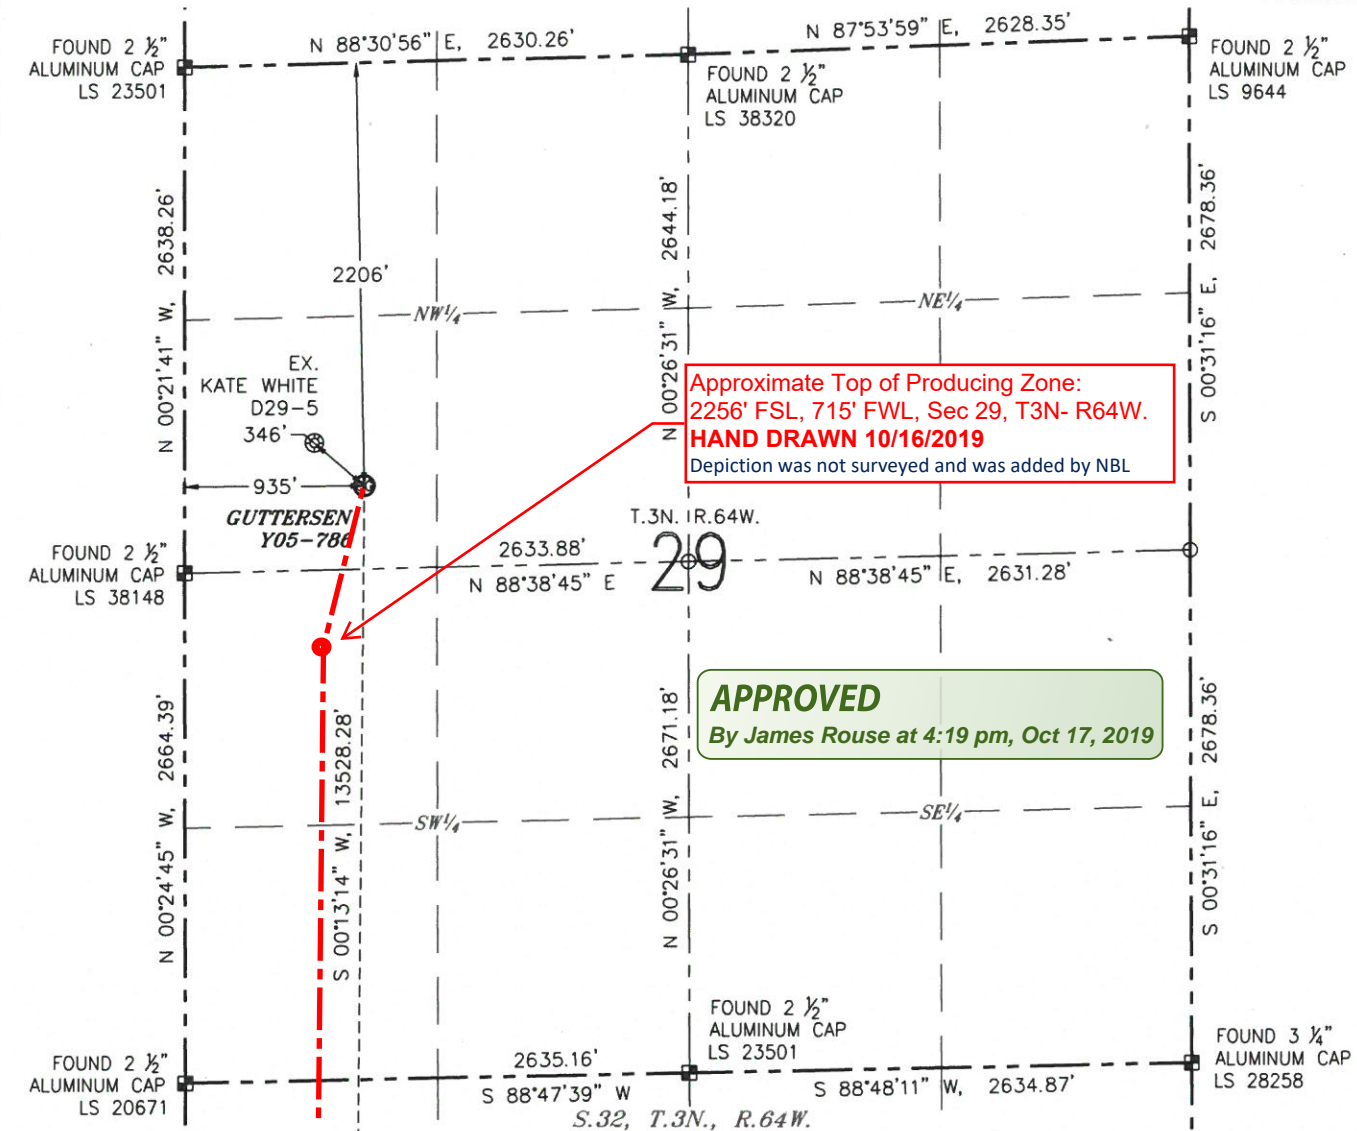 FOUND 2 ½"
ALUMINUM CAP
LS 23501
N 88°30'56" E, 2630.26'
FOUND 2 ½"
ALUMINUM CAP
LS 38320
N 87°53'59" E, 2628.35'
FOUND 2 ½"
ALUMINUM CAP
LS 9644
N 00°21'41" W, 2638.26'
2206'
N 00°26'31" W, 2644.18'
S 00°31'16" E, 2678.36'
NW¼
NE¼
EX.
KATE WHITE
D29-5
346'
935'
GUTTERSEN
Y05-786
Approximate Top of Producing Zone:
2256' FSL, 715' FWL, Sec 29, T3N- R64W.
HAND DRAWN 10/16/2019
Depiction was not surveyed and was added by NBL
T.3N. R.64W.
29
FOUND 2 ½"
ALUMINUM CAP
LS 38148
2633.88'
N 88°38'45" E
N 88°38'45" E, 2631.28'
N 00°24'45" W, 2664.39'
S 00°13'14" W, 13528.28'
N 00°26'31" W, 2671.18'
APPROVED
By James Rouse at 4:19 pm, Oct 17, 2019
S 00°31'16" E, 2678.36'
SW¼
SE¼
FOUND 2 ½"
ALUMINUM CAP
LS 20671
2635.16'
S 88°47'39" W
FOUND 2 ½"
ALUMINUM CAP
LS 23501
S 88°48'11" W, 2634.87'
FOUND 3 ¼"
ALUMINUM CAP
LS 28258
S.32, T.3N., R.64W.